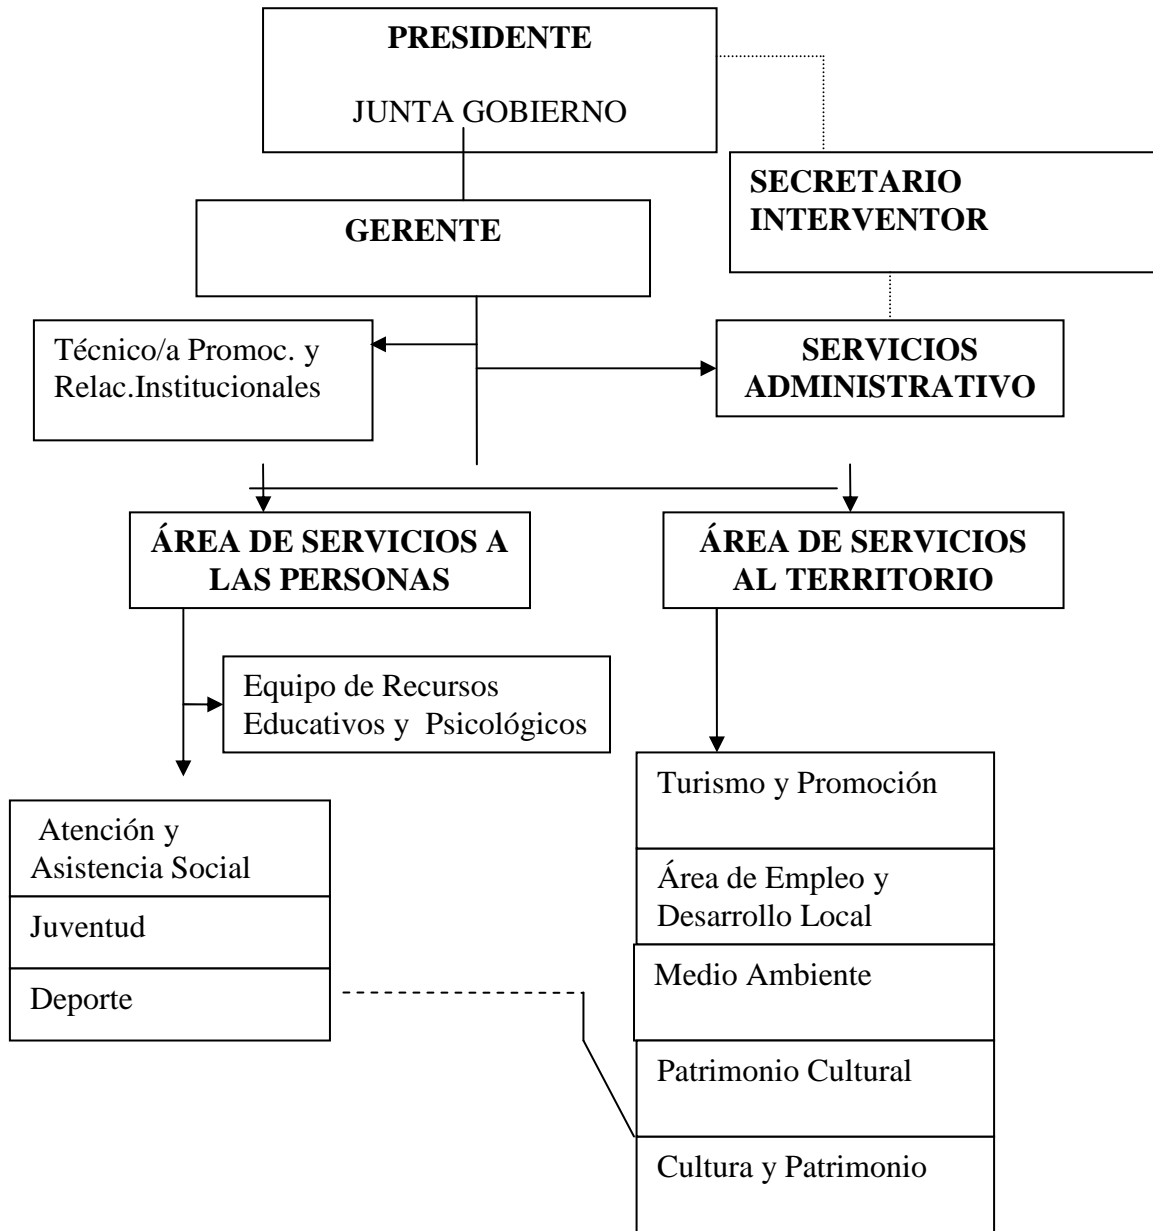 PRESIDENTE
JUNTA GOBIERNO
SECRETARIO
INTERVENTOR
GERENTE
Técnico/a Promoc. y
Relac.Institucionales
SERVICIOS
ADMINISTRATIVO
ÁREA DE SERVICIOS A
LAS PERSONAS
ÁREA DE SERVICIOS
AL TERRITORIO
Equipo de Recursos
Educativos y Psicológicos
Atención y
Asistencia Social
Juventud
Deporte
Turismo y Promoción
Área de Empleo y
Desarrollo Local
Medio Ambiente
Patrimonio Cultural
Cultura y Patrimonio